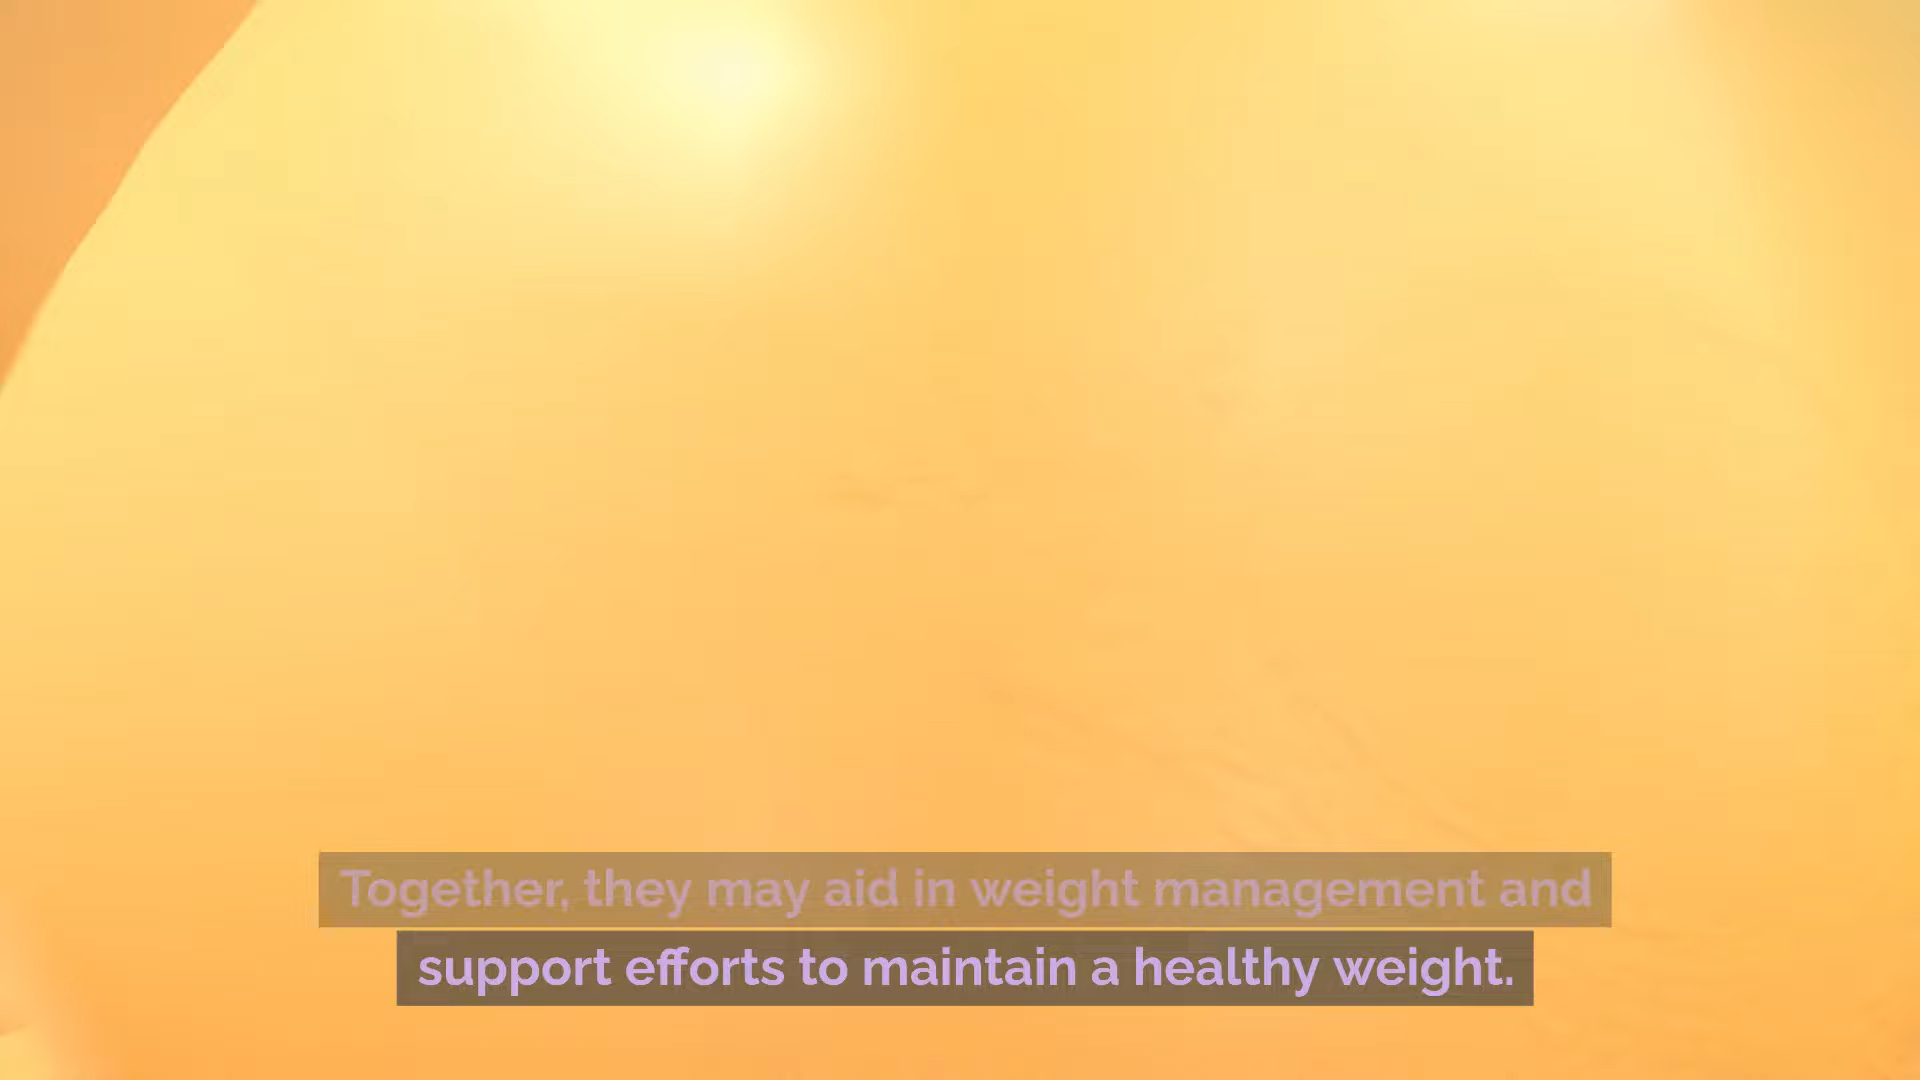 Together, they may aid in weight management and
support efforts to maintain a healthy weight.